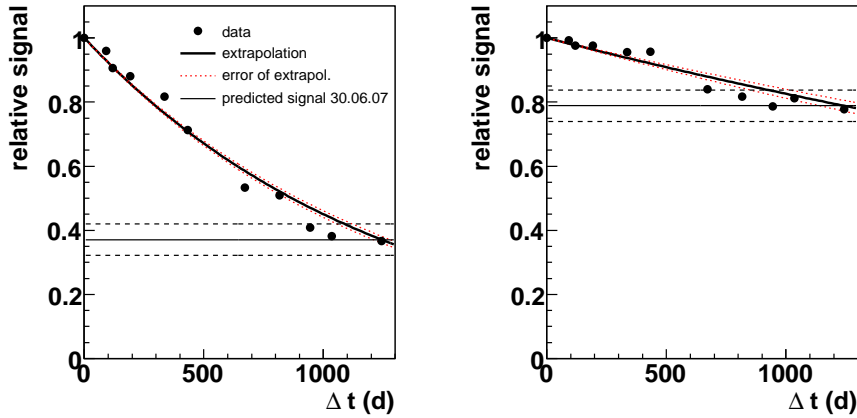 relative signal
1
0.8
0.6
0.4
0.2
0
0
500
1000
Δ t (d)
data
extrapolation
error of extrapol.
predicted signal 30.06.07
relative signal
1
0.8
0.6
0.4
0.2
0
0
500
1000
Δ t (d)